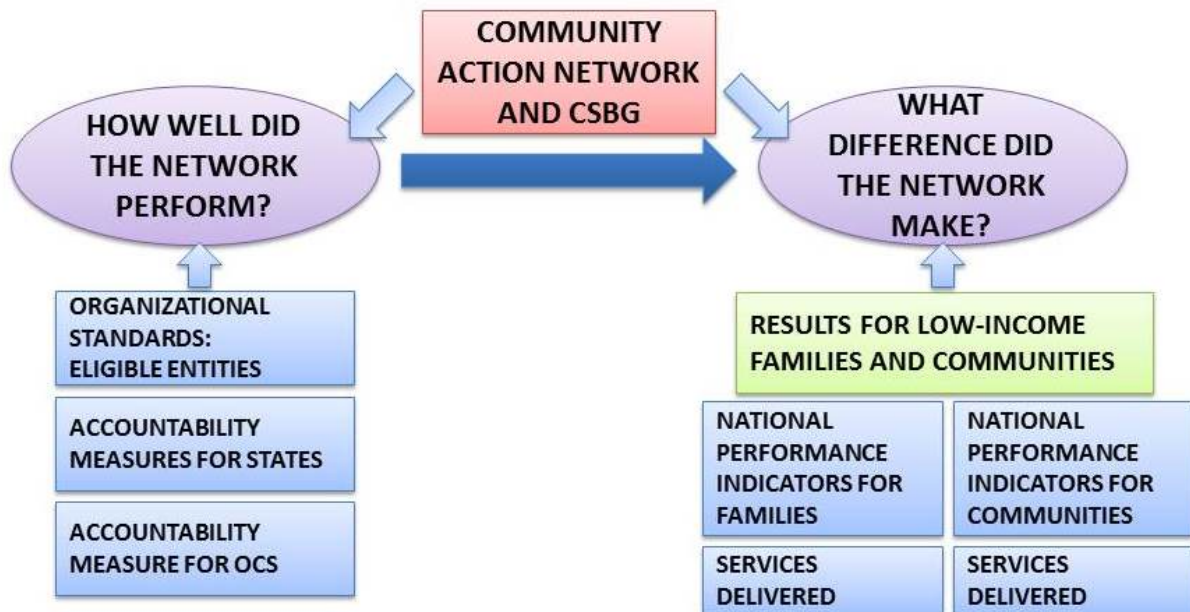 COMMUNITY
ACTION NETWORK
AND CSBG
HOW WELL DID
THE NETWORK
PERFORM?
WHAT
DIFFERENCE DID
THE NETWORK
MAKE?
ORGANIZATIONAL
STANDARDS:
ELIGIBLE ENTITIES
ACCOUNTABILITY
MEASURES FOR STATES
ACCOUNTABILITY
MEASURE FOR OCS
RESULTS FOR LOW-INCOME
FAMILIES AND COMMUNITIES
NATIONAL
PERFORMANCE
INDICATORS FOR
FAMILIES
NATIONAL
PERFORMANCE
INDICATORS FOR
COMMUNITIES
SERVICES
DELIVERED
SERVICES
DELIVERED